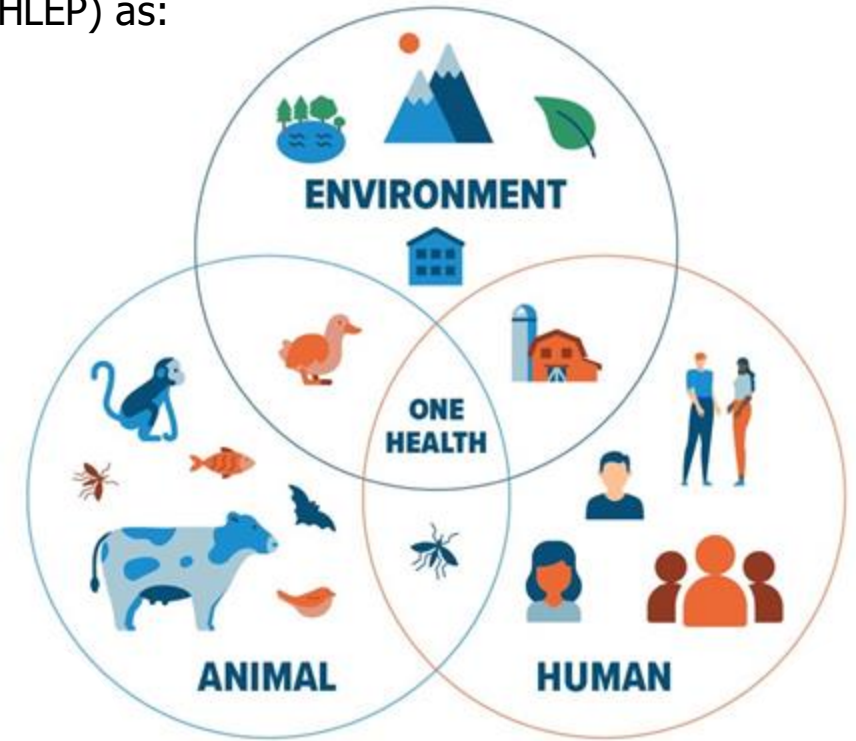 HLEP) as:
ENVIRONMENT
ONE
HEALTH
ANIMAL
HUMAN